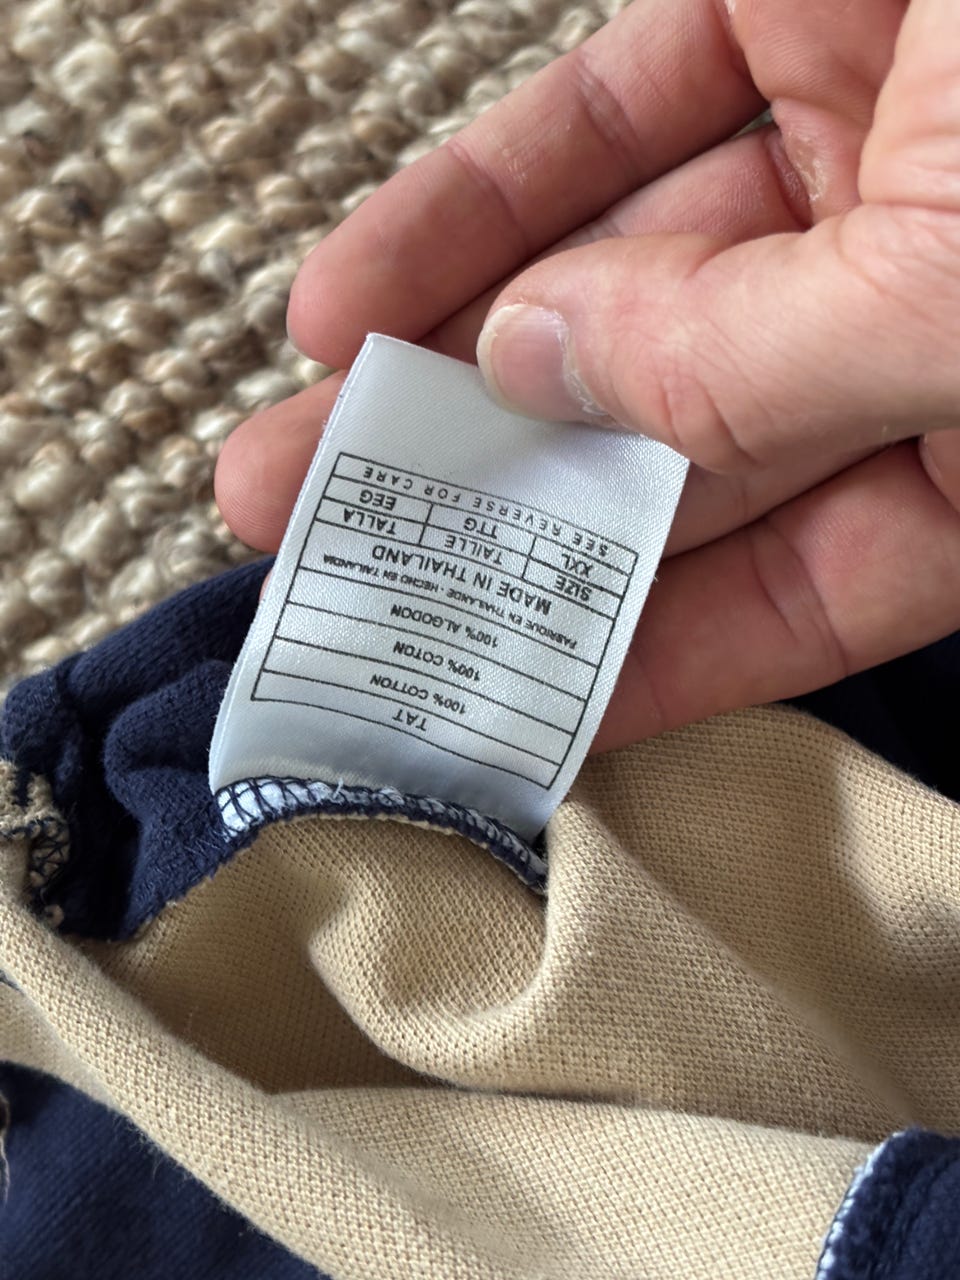 TAT
100% COTTON
100% COTON
100% ALGODON
FABRIQUE EN THAILANDE · HECHO EN TAILANDIA
MADE IN THAILAND
SIZE TAILLE TALLA
XXL TTG EEG
SEE REVERSE FOR CARE